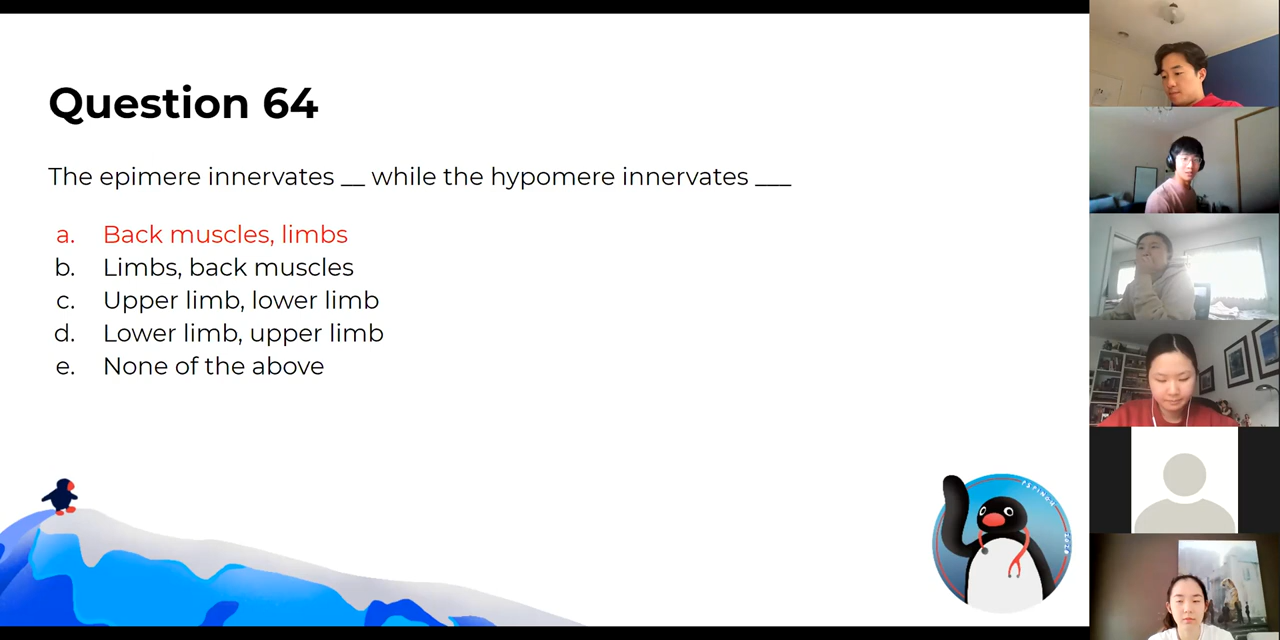 Question 64
The epimere innervates __ while the hypomere innervates ___
a. Back muscles, limbs
b. Limbs, back muscles
c. Upper limb, lower limb
d. Lower limb, upper limb
e. None of the above